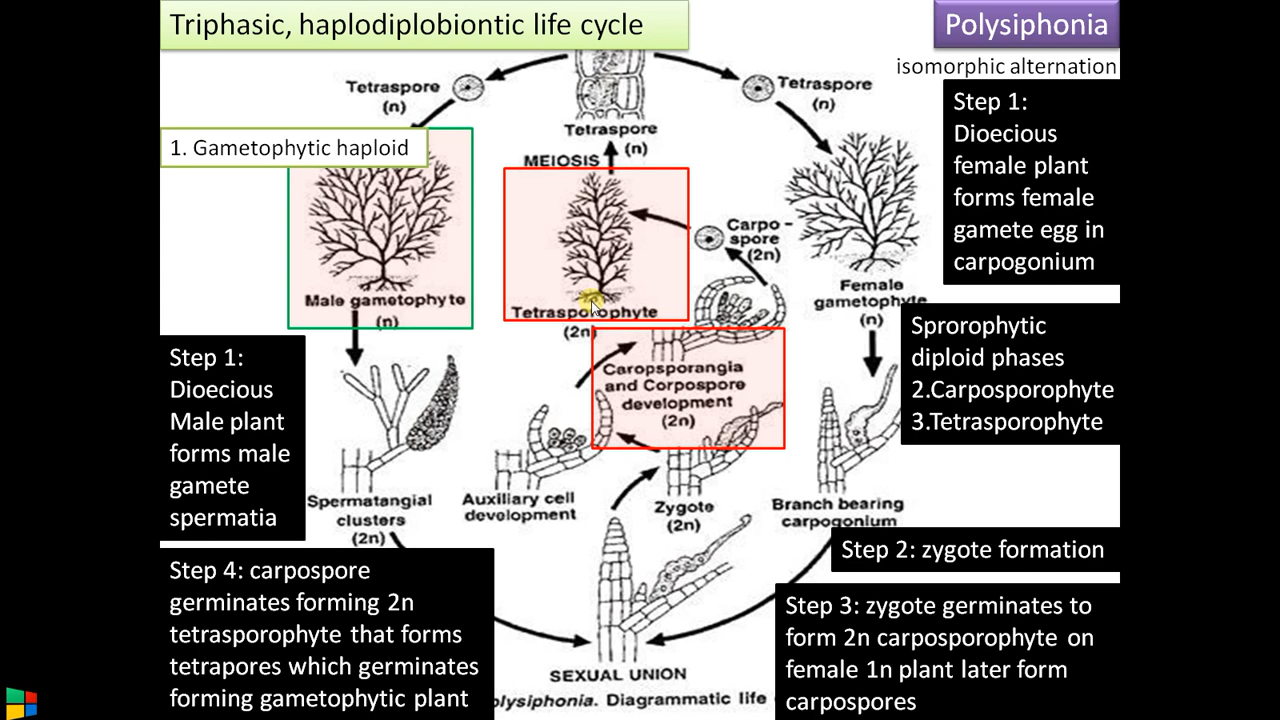 Triphasic, haplodiplobiontic life cycle
Polysiphonia
isomorphic alternation
Tetraspore
(n)
Tetraspore
(n)
Tetraspore
(n)
MEIOSIS
1. Gametophytic haploid
Step 1:
Dioecious
female plant
forms female
gamete egg in
carpogonium
Carpo-
spore
(2n)
Male gametophyte
(n)
Tetrasporophyte
(2n)
Female
gametophyte
(n)
Sprorophytic
diploid phases
2.Carposporophyte
3.Tetrasporophyte
Step 1:
Dioecious
Male plant
forms male
gamete
spermatia
Caropsporangia
and Corpospore
development
(2n)
Spermatangial
clusters
(2n)
Auxiliary cell
development
Zygote
(2n)
Branch bearing
carpogonium
Step 2: zygote formation
Step 4: carpospore
germinates forming 2n
tetrasporophyte that forms
tetrapores which germinates
forming gametophytic plant
Step 3: zygote germinates to
form 2n carposporophyte on
female 1n plant later form
carpospores
SEXUAL UNION
olysiphonia. Diagrammatic life